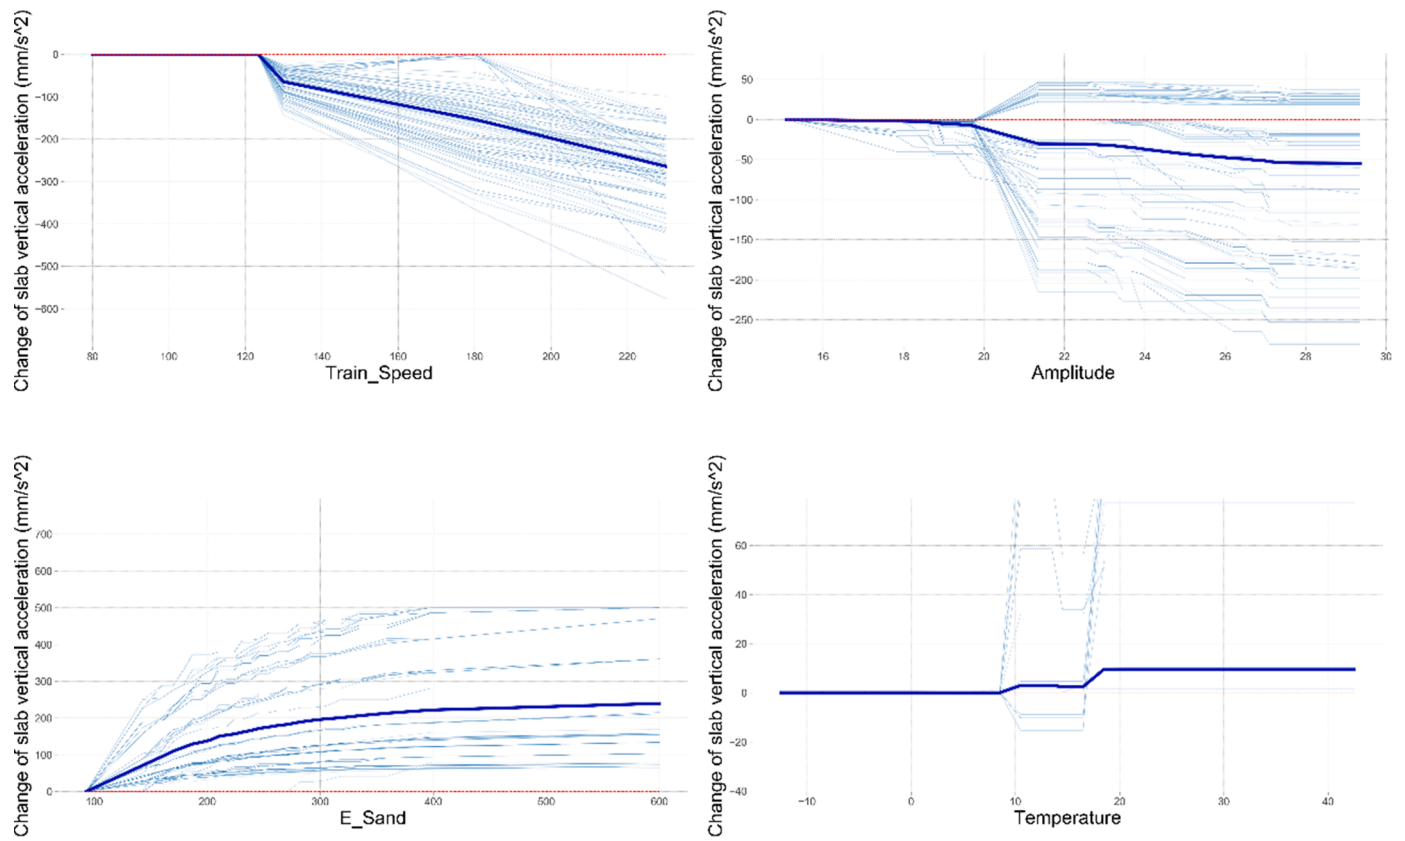 Change of slab vertical acceleration (mm/s^2)
0
−100
−200
−300
−400
−500
−600
80 100 120 140 160 180 200 220
Train_Speed
Change of slab vertical acceleration (mm/s^2)
50
0
−50
−100
−150
−200
−250
16 18 20 22 24 26 28 30
Amplitude
Change of slab vertical acceleration (mm/s^2)
700
600
500
400
300
200
100
0
100 200 300 400 500 600
E_Sand
Change of slab vertical acceleration (mm/s^2)
60
40
20
0
−20
−40
−10 0 10 20 30 40
Temperature